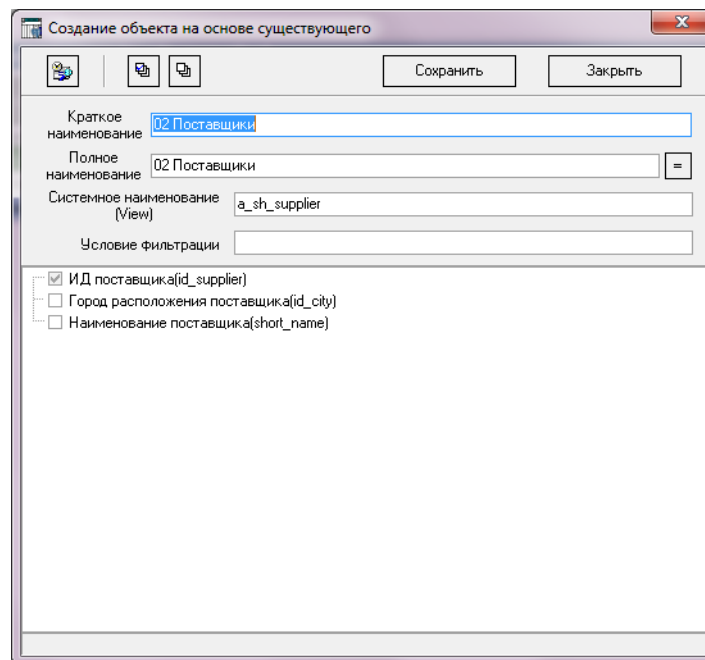 Создание объекта на основе существующего
Сохранить Закрыть
Краткое
наименование 02 Поставщики
Полное
наименование 02 Поставщики =
Системное наименование
(View) a_sh_supplier
Условие фильтрации
ИД поставщика(id_supplier)
Город расположения поставщика(id_city)
Наименование поставщика(short_name)